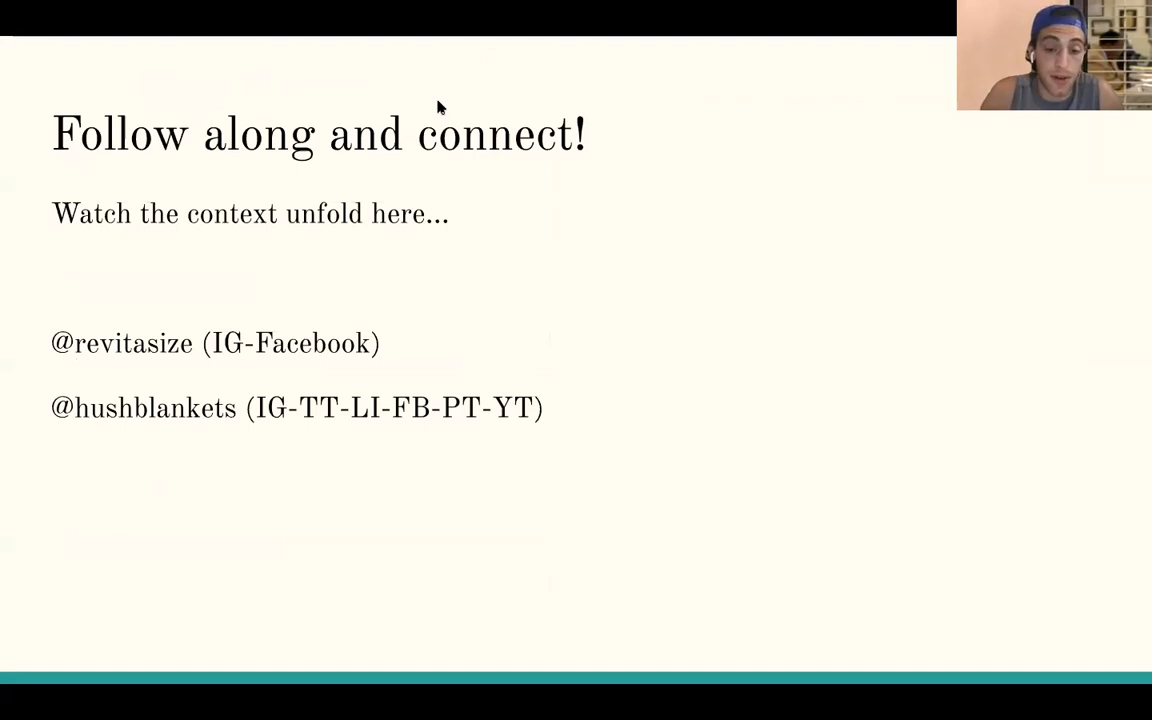 Follow along and connect!
Watch the context unfold here...
@revitasize (IG-Facebook)
@hushblankets (IG-TT-LI-FB-PT-YT)